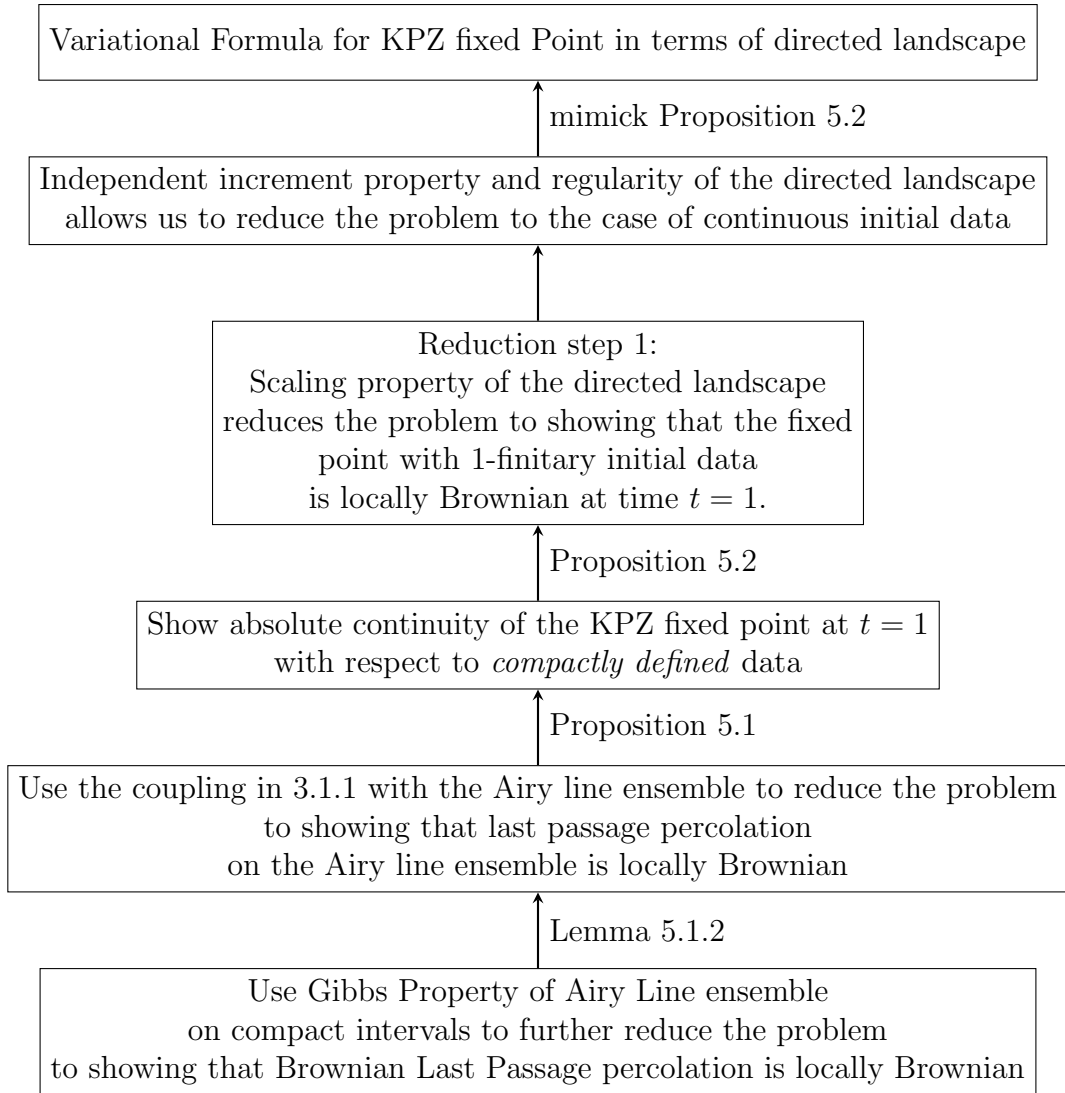 Variational Formula for KPZ fixed Point in terms of directed landscape
mimick Proposition 5.2
Independent increment property and regularity of the directed landscape
allows us to reduce the problem to the case of continuous initial data
Reduction step 1:
Scaling property of the directed landscape
reduces the problem to showing that the fixed
point with 1-finitary initial data
is locally Brownian at time t = 1.
Proposition 5.2
Show absolute continuity of the KPZ fixed point at t = 1
with respect to compactly defined data
Proposition 5.1
Use the coupling in 3.1.1 with the Airy line ensemble to reduce the problem
to showing that last passage percolation
on the Airy line ensemble is locally Brownian
Lemma 5.1.2
Use Gibbs Property of Airy Line ensemble
on compact intervals to further reduce the problem
to showing that Brownian Last Passage percolation is locally Brownian